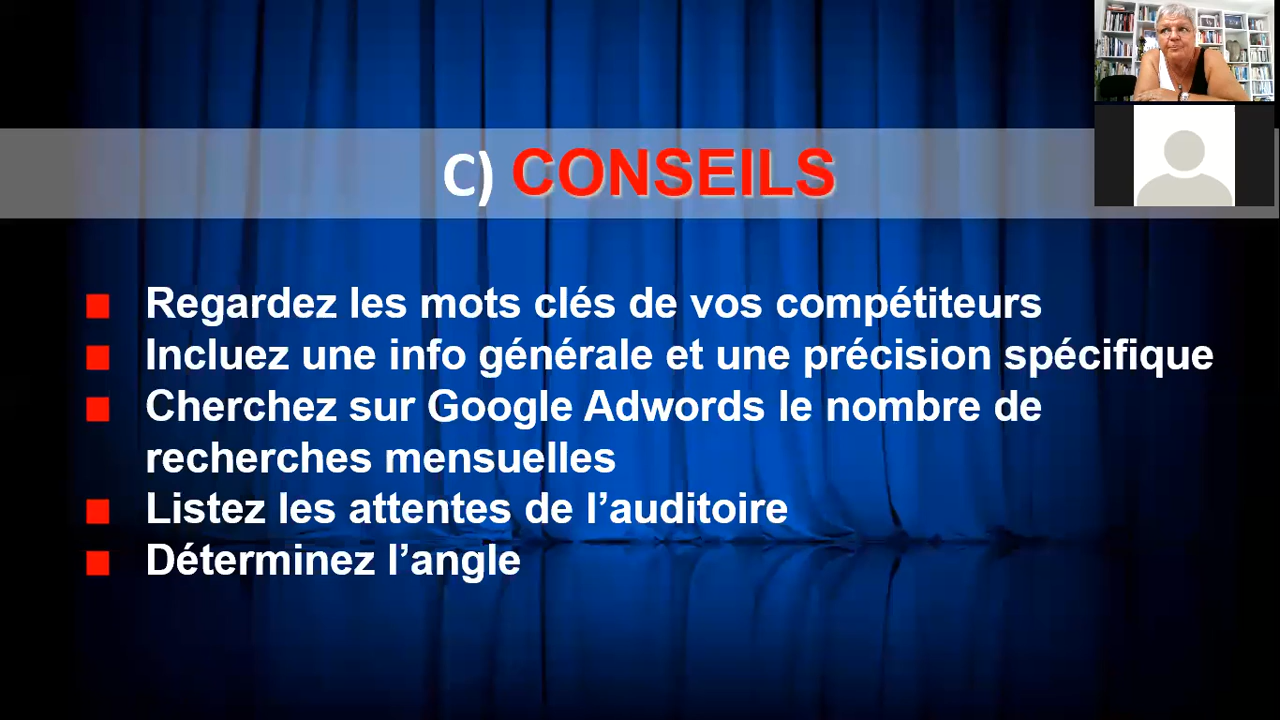 C) CONSEILS
Regardez les mots clés de vos compétiteurs
Incluez une info générale et une précision spécifique
Cherchez sur Google Adwords le nombre de
recherches mensuelles
Listez les attentes de l’auditoire
Déterminez l’angle